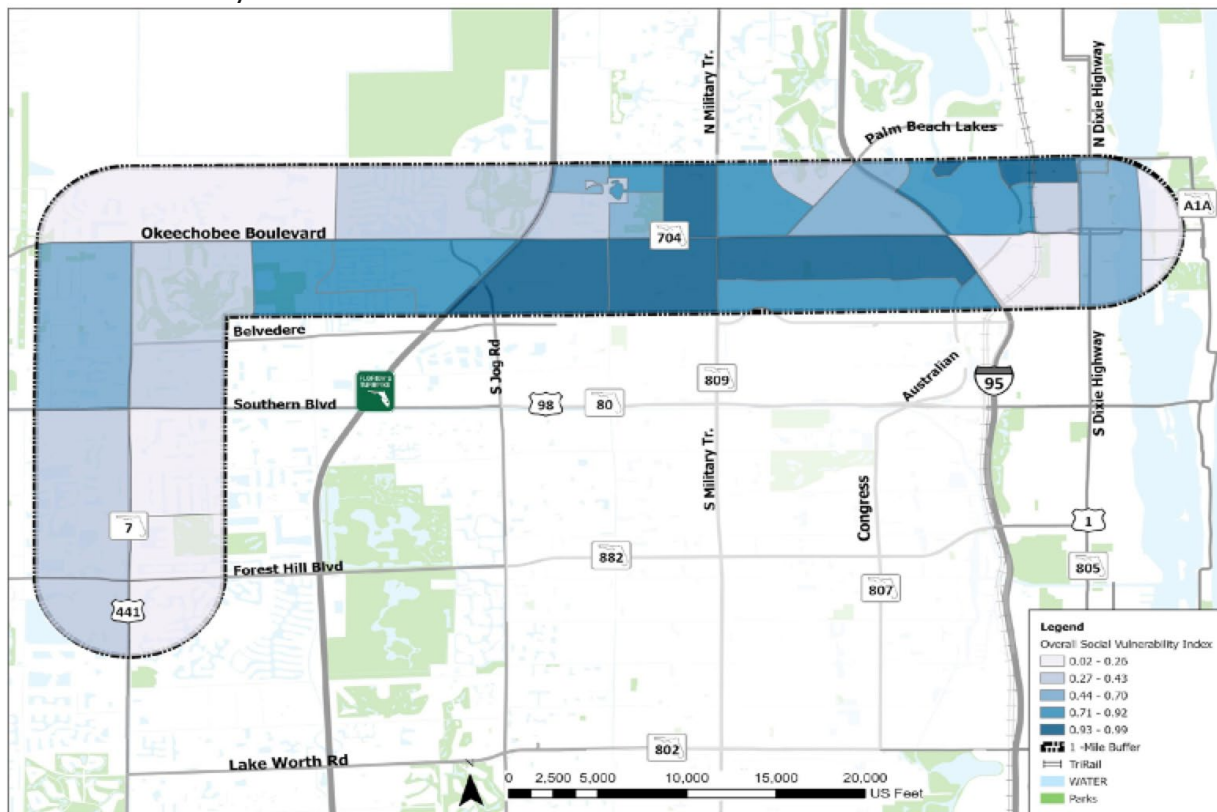 N Military Tr.
N Dixie Highway
Palm Beach Lakes
A1A
Okeechobee Boulevard
704
Belvedere
S Jog Rd
809
Australian
95
FLORIDA'S
TURNPIKE
Southern Blvd
98
80
S Military Tr.
S Dixie Highway
Congress
7
1
882
Forest Hill Blvd
805
807
441
Legend
Overall Social Vulnerability Index
0.02 - 0.26
0.27 - 0.43
0.44 - 0.70
0.71 - 0.92
0.93 - 0.99
1 -Mile Buffer
TriRail
WATER
Parks
Lake Worth Rd
802
0 2,500 5,000 10,000 15,000 20,000
US Feet